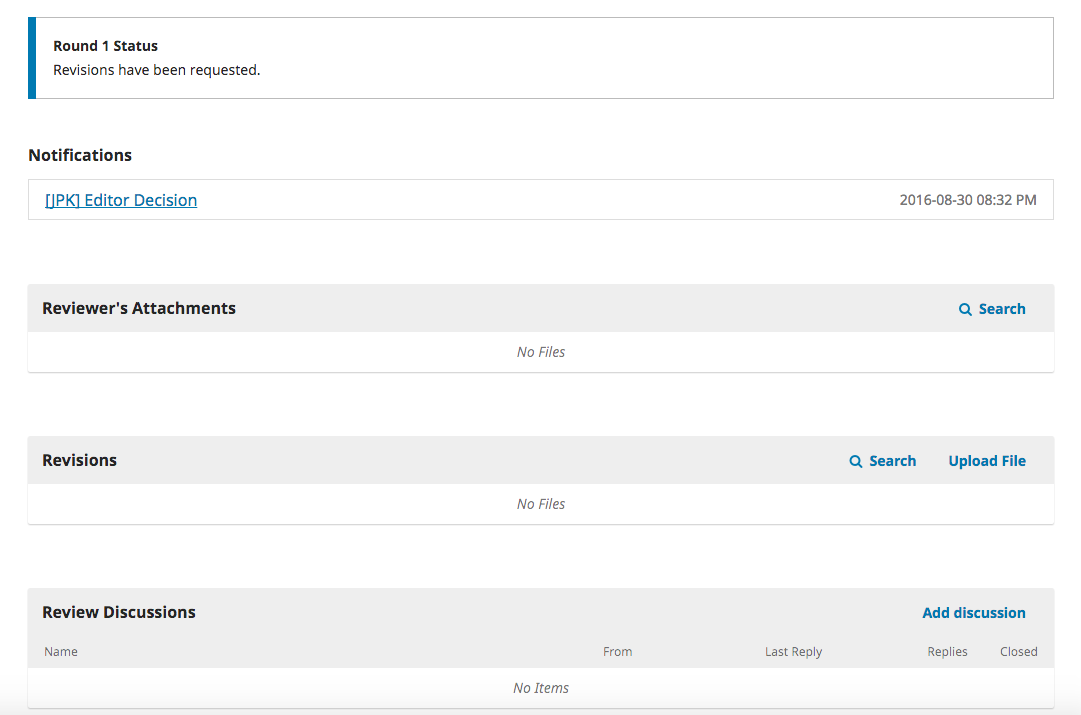 Round 1 Status
Revisions have been requested.
Notifications
[JPK] Editor Decision 2016-08-30 08:32 PM
Reviewer's Attachments Search
No Files
Revisions Search Upload File
No Files
Review Discussions Add discussion
Name From Last Reply Replies Closed
No Items